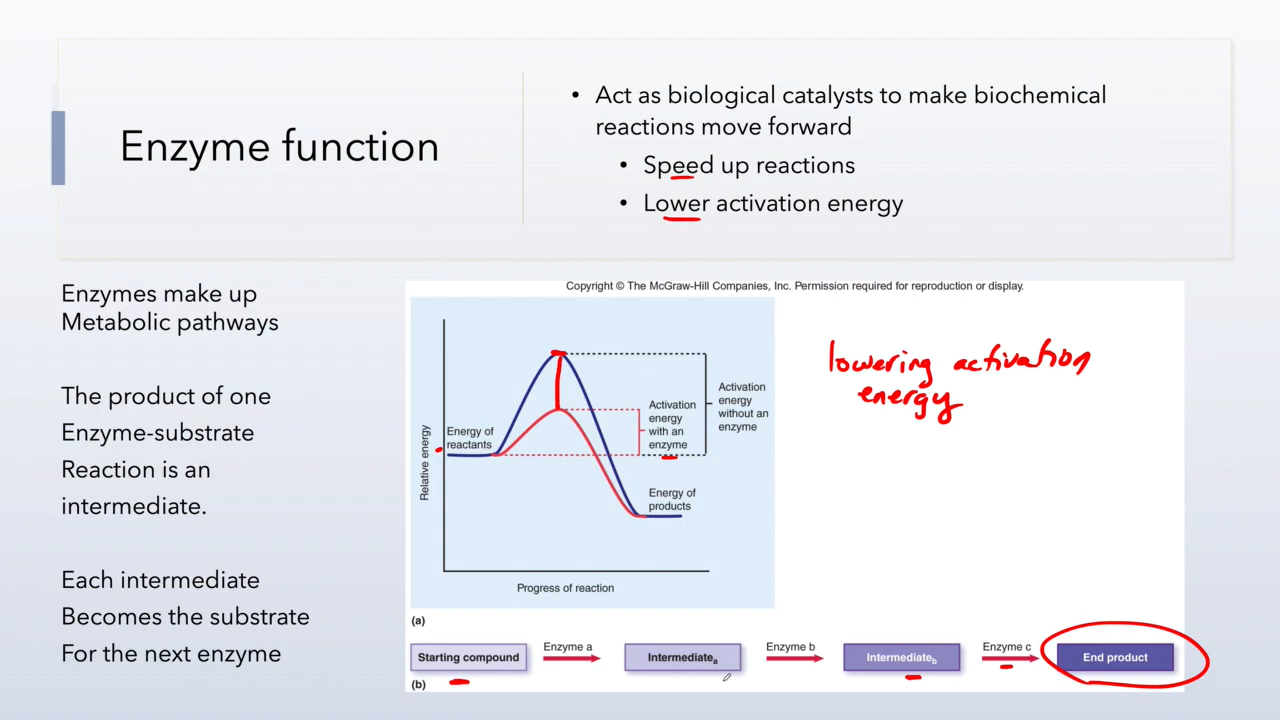 Enzyme function
• Act as biological catalysts to make biochemical
reactions move forward
• Speed up reactions
• Lower activation energy
Enzymes make up
Metabolic pathways
The product of one
Enzyme-substrate
Reaction is an
intermediate.
Each intermediate
Becomes the substrate
For the next enzyme
Copyright © The McGraw-Hill Companies, Inc. Permission required for reproduction or display.
lowering activation
energy
Relative energy
Energy of
reactants
Activation
energy
with an
enzyme
Activation
energy
without an
enzyme
Energy of
products
Progress of reaction
(a)
Starting compound
Enzyme a
Intermediateₐ
Enzyme b
Intermediate_b
Enzyme c
End product
(b)